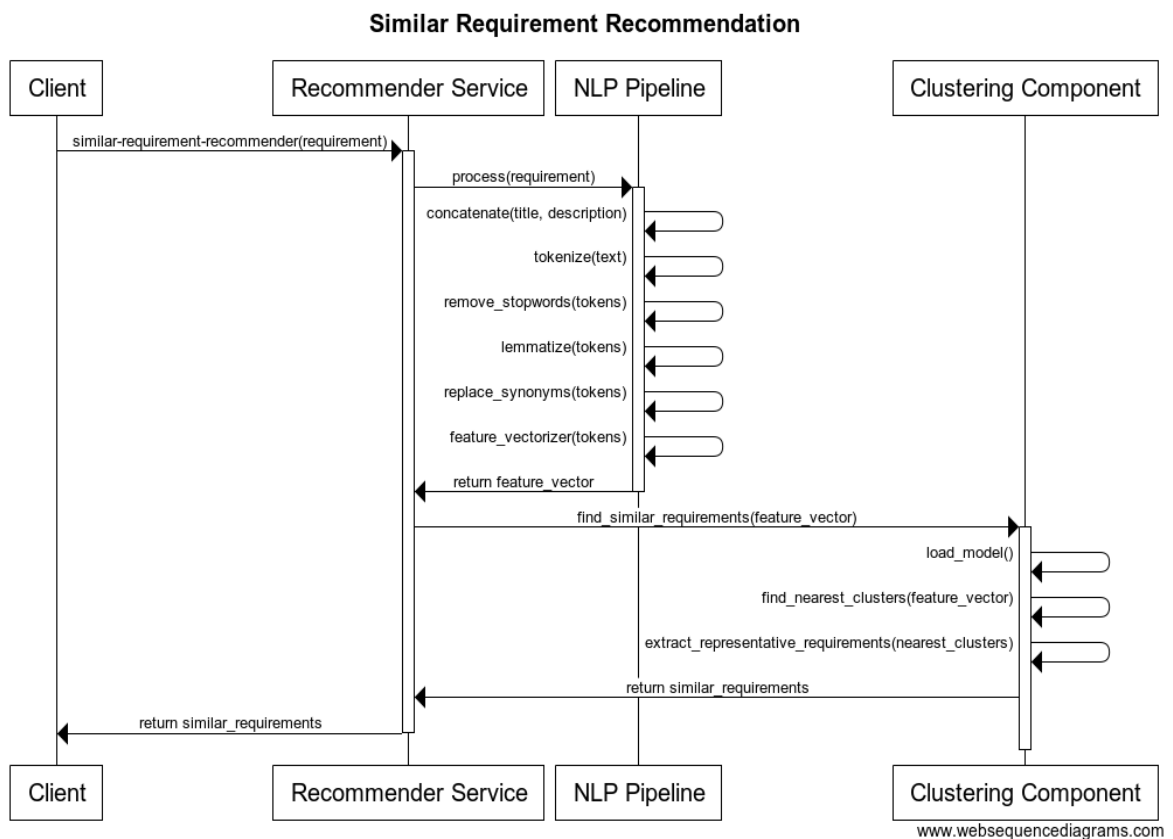 Similar Requirement Recommendation
Client
Recommender Service
NLP Pipeline
Clustering Component
similar-requirement-recommender(requirement)
process(requirement)
concatenate(title, description)
tokenize(text)
remove_stopwords(tokens)
lemmatize(tokens)
replace_synonyms(tokens)
feature_vectorizer(tokens)
return feature_vector
find_similar_requirements(feature_vector)
load_model()
find_nearest_clusters(feature_vector)
extract_representative_requirements(nearest_clusters)
return similar_requirements
return similar_requirements
Client
Recommender Service
NLP Pipeline
Clustering Component
www.websequencediagrams.com